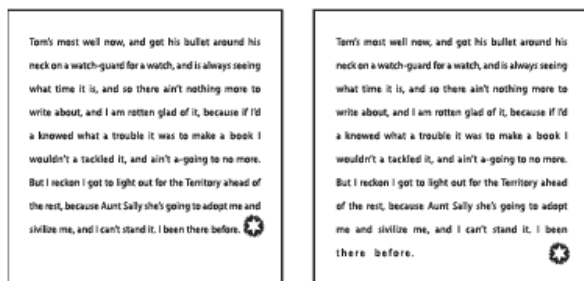 Tom's most well now, and got his bullet around his
neck on a watch-guard for a watch, and is always seeing
what time it is, and so there ain't nothing more to
write about, and I am rotten glad of it, because if I'd
a knowed what a trouble it was to make a book I
wouldn't a tackled it, and ain't a-going to no more.
But I reckon I got to light out for the Territory ahead of
the rest, because Aunt Sally she's going to adopt me and
sivilize me, and I can't stand it. I been there before.
Tom's most well now, and got his bullet around his
neck on a watch-guard for a watch, and is always seeing
what time it is, and so there ain't nothing more to
write about, and I am rotten glad of it, because if I'd
a knowed what a trouble it was to make a book I
wouldn't a tackled it, and ain't a-going to no more.
But I reckon I got to light out for the Territory ahead
of the rest, because Aunt Sally she's going to adopt
me and sivilize me, and I can't stand it. I been
there before.